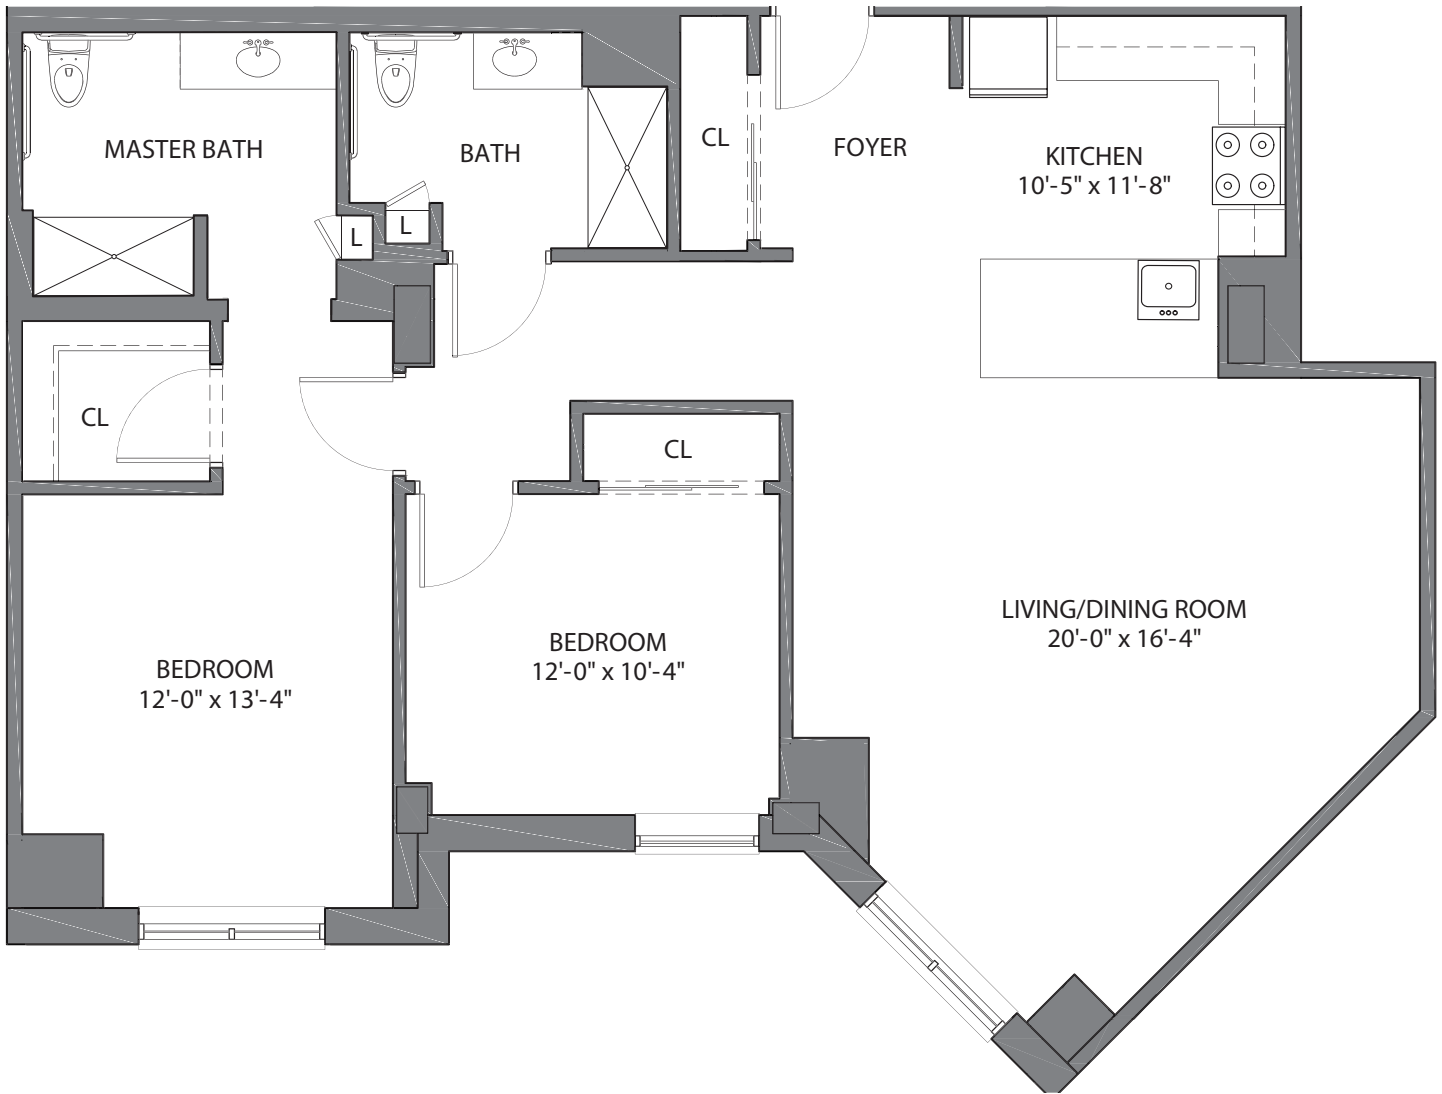 MASTER BATH
BATH
CL
FOYER
KITCHEN
10'-5" x 11'-8"
L
L
CL
CL
BEDROOM
12'-0" x 13'-4"
BEDROOM
12'-0" x 10'-4"
LIVING/DINING ROOM
20'-0" x 16'-4"